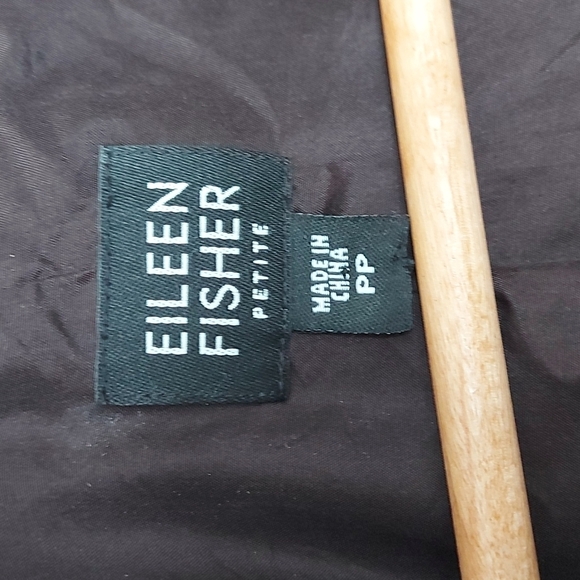 EILEEN
FISHER
PETITE
MADE IN
CHINA
PP